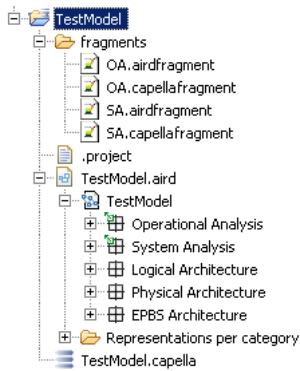 TestModel
fragments
OA.airdfragment
OA.capellafragment
SA.airdfragment
SA.capellafragment
.project
TestModel.aird
TestModel
Operational Analysis
System Analysis
Logical Architecture
Physical Architecture
EPBS Architecture
Representations per category
TestModel.capella